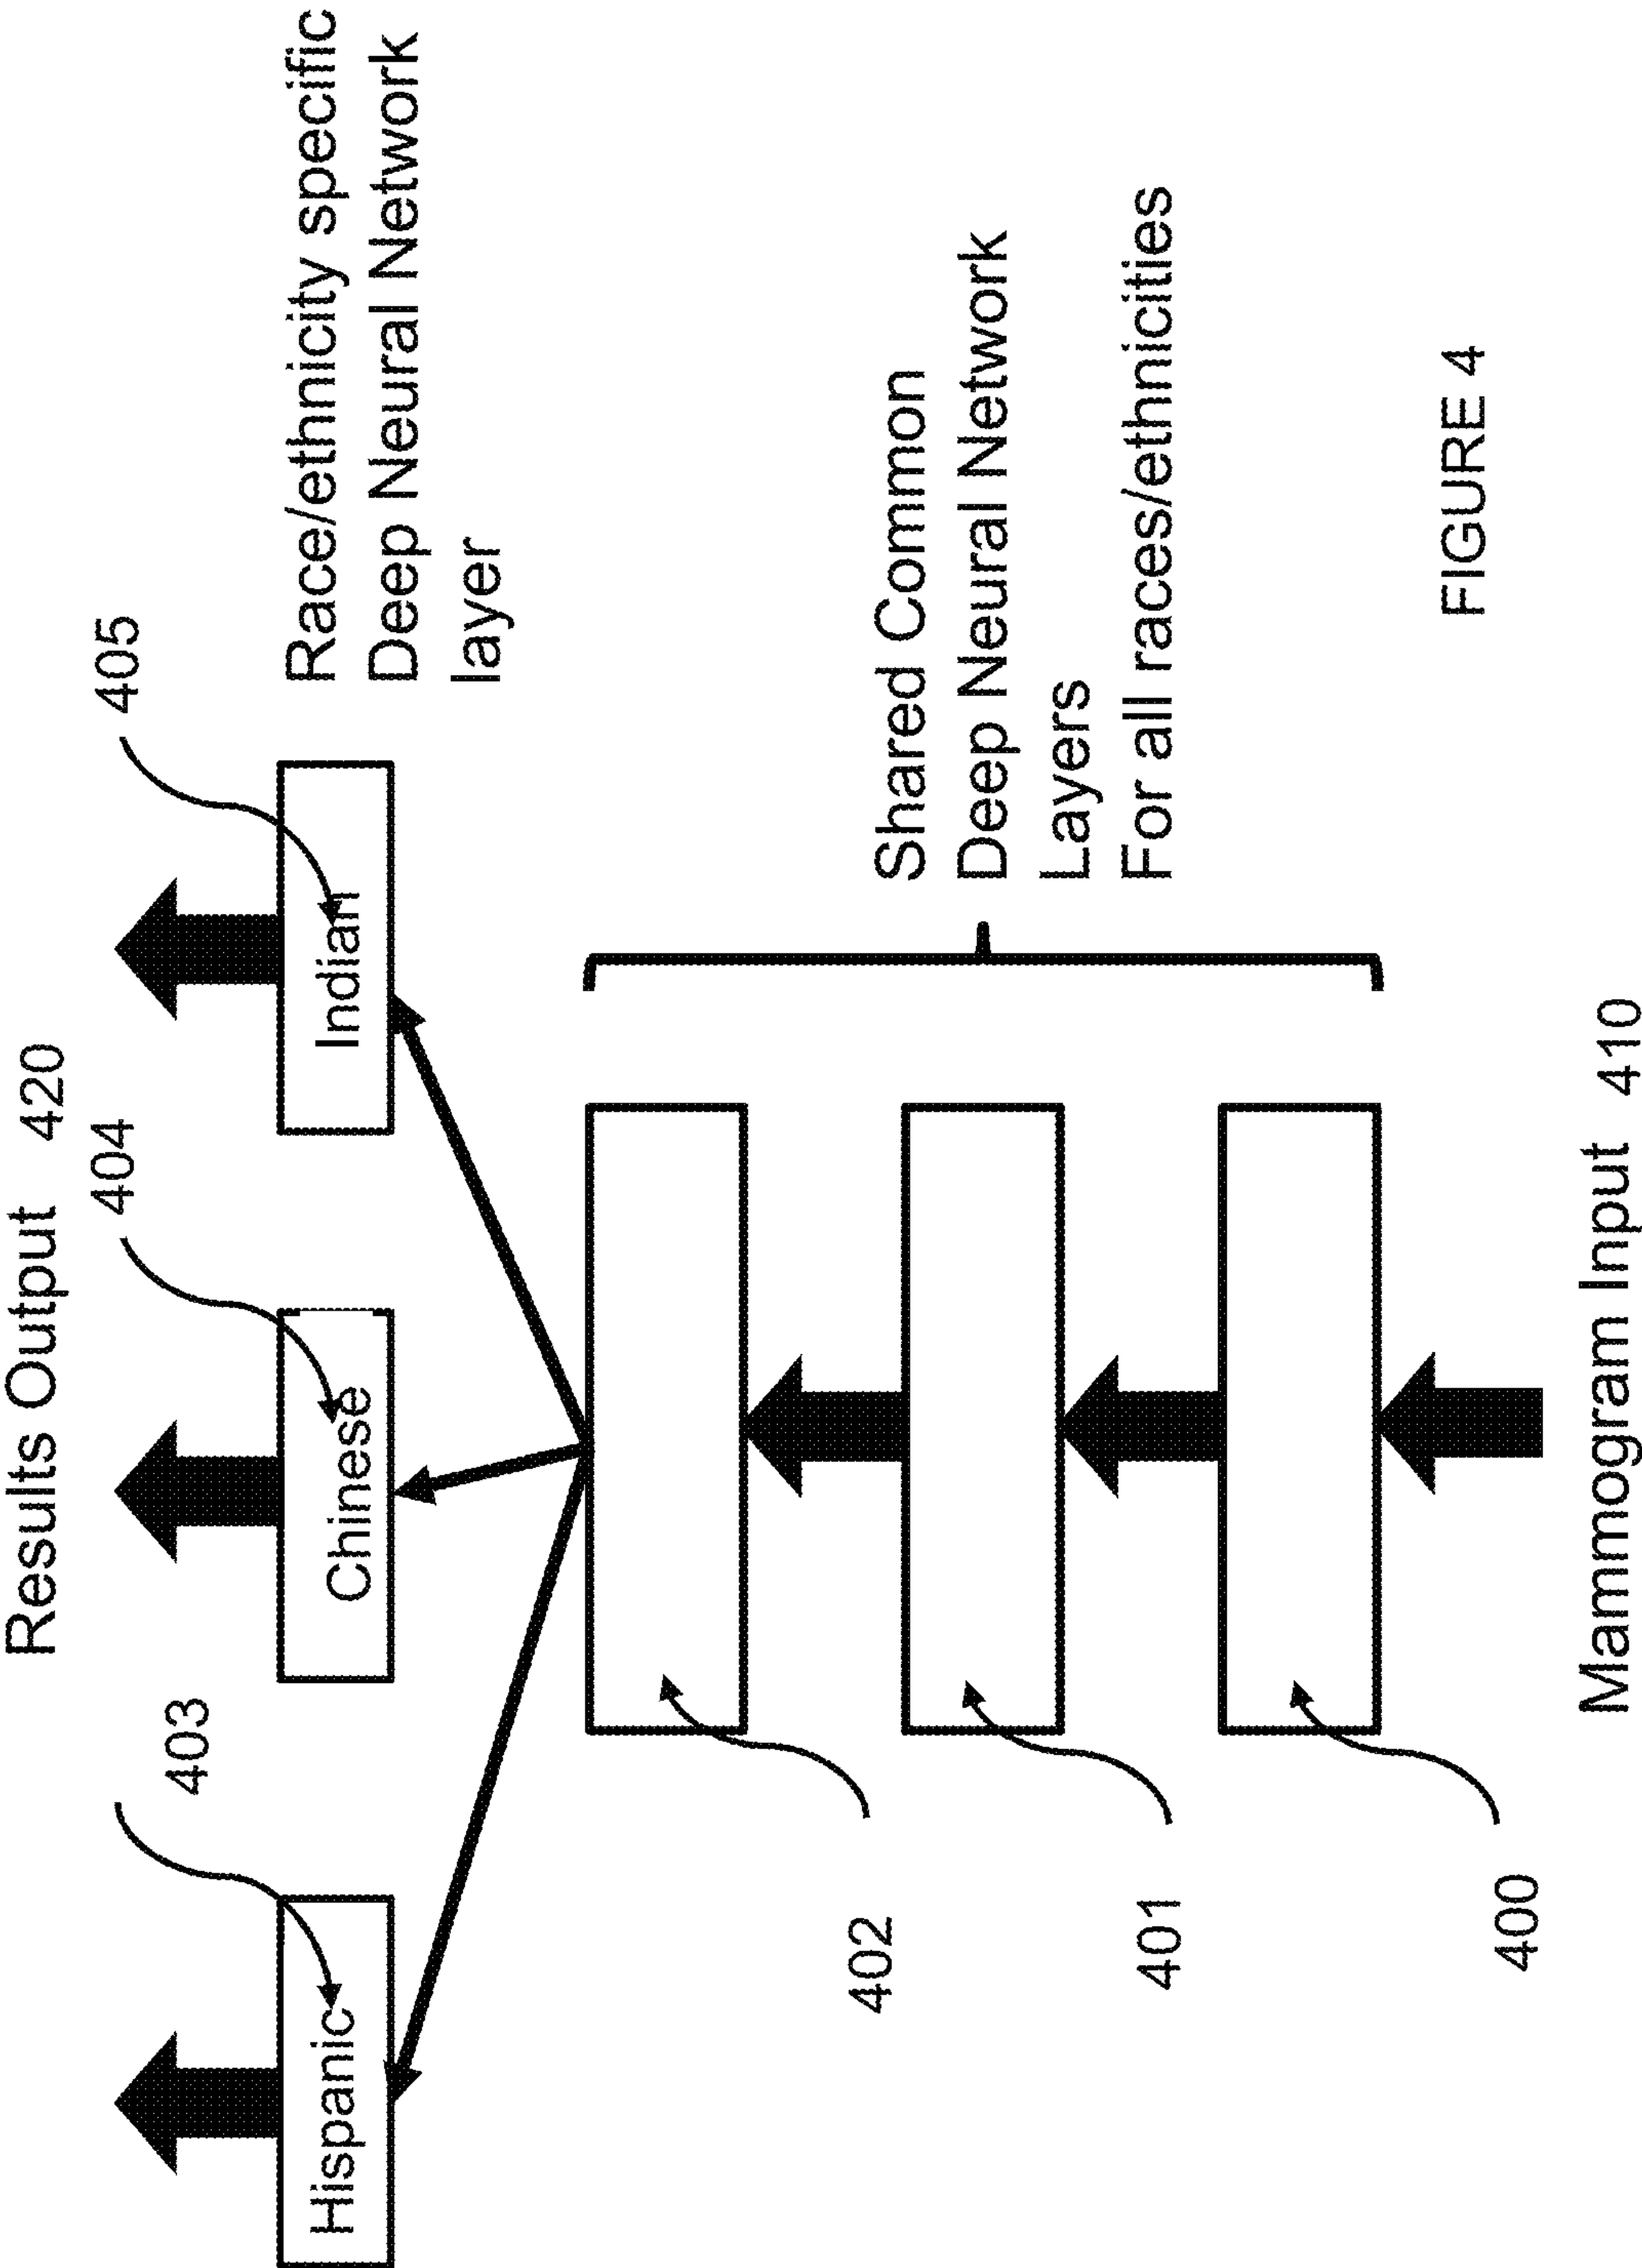 Results Output 420
403
404
405
Hispanic
Chinese
Indian
Race/ethnicity specific
Deep Neural Network
layer
402
401
400
Shared Common
Deep Neural Network
Layers
For all races/ethnicities
Mammogram Input 410
FIGURE 4